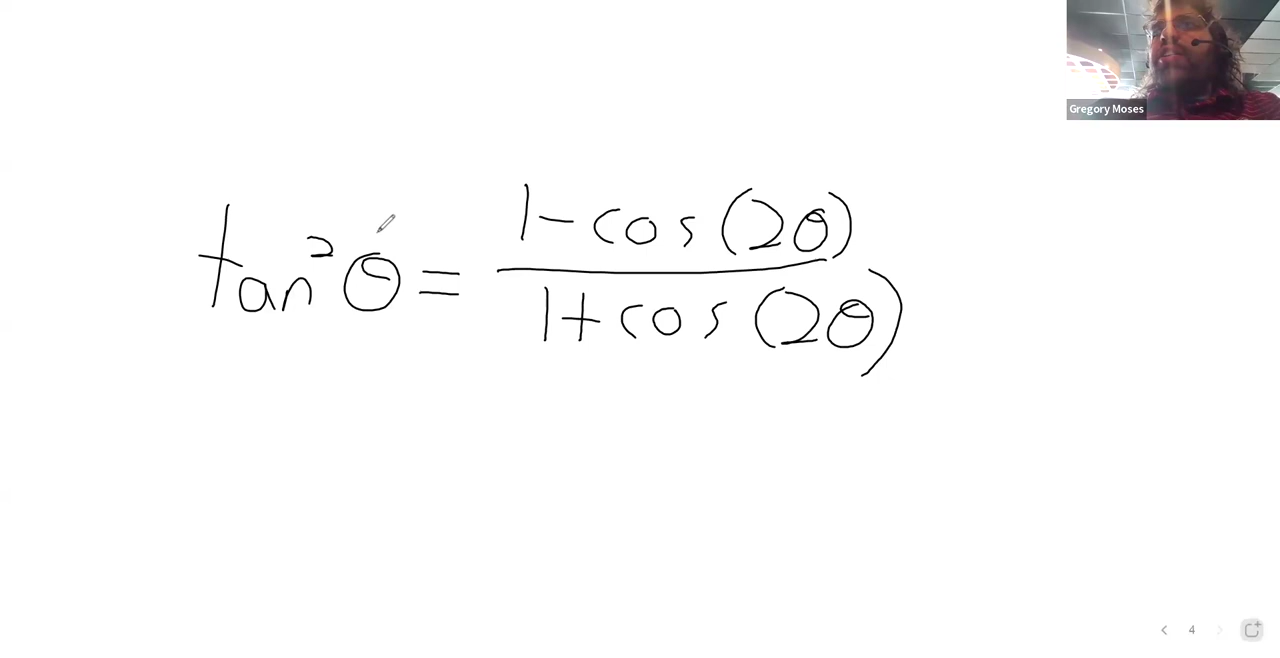 Gregory Moses
tan²θ = 1-cos(2θ) / 1+cos(2θ)
4